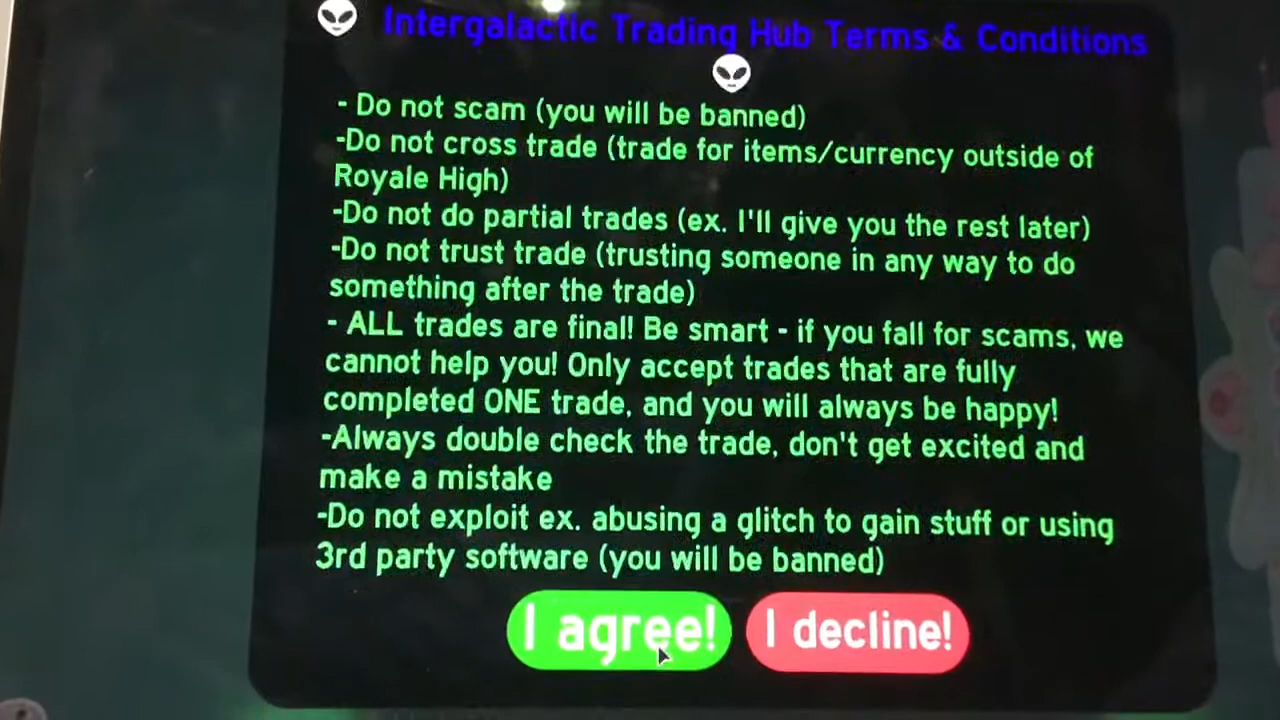 Intergalactic Trading Hub Terms & Conditions
- Do not scam (you will be banned)
-Do not cross trade (trade for items/currency outside of
Royale High)
-Do not do partial trades (ex. I'll give you the rest later)
-Do not trust trade (trusting someone in any way to do
something after the trade)
- ALL trades are final! Be smart - if you fall for scams, we
cannot help you! Only accept trades that are fully
completed ONE trade, and you will always be happy!
-Always double check the trade, don't get excited and
make a mistake
-Do not exploit ex. abusing a glitch to gain stuff or using
3rd party software (you will be banned)
I agree! I decline!